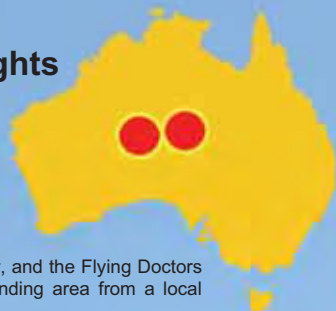 ghts
, and the Flying Doctors
nding area from a local